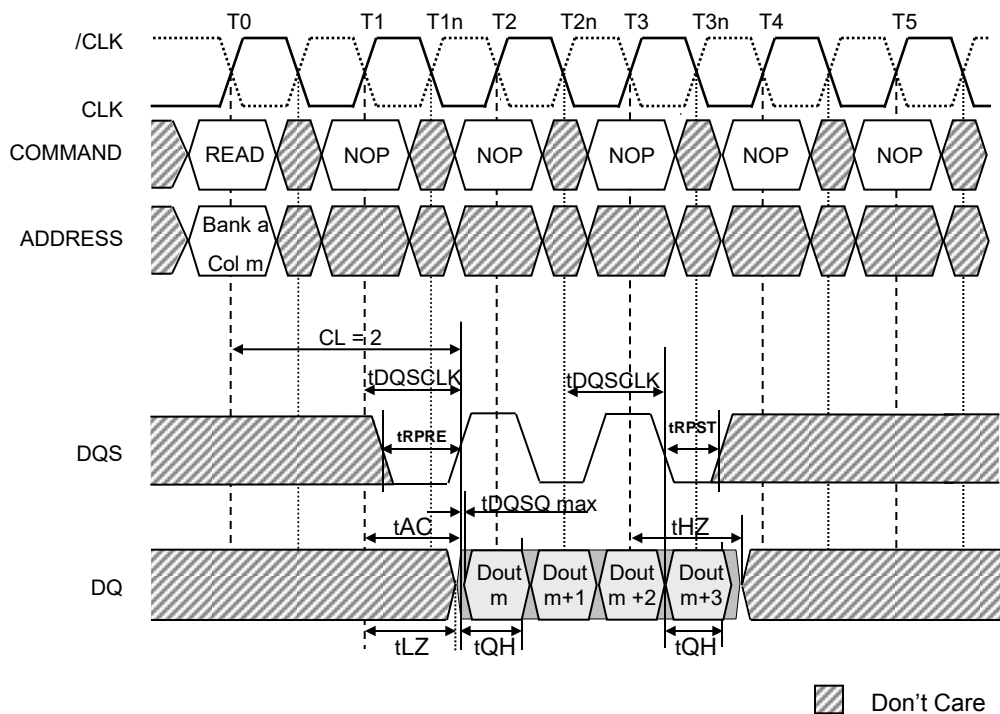 T0 T1 T1n T2 T2n T3 T3n T4 T5
/CLK
CLK
COMMAND READ NOP NOP NOP NOP NOP
ADDRESS Bank a
Col m
CL = 2
tDQSCLK tDQSCLK
DQS tRPRE tRPST
tDQSQ max
tAC tHZ
DQ Dout Dout Dout Dout
m m+1 m +2 m+3
tLZ tQH tQH
Don't Care